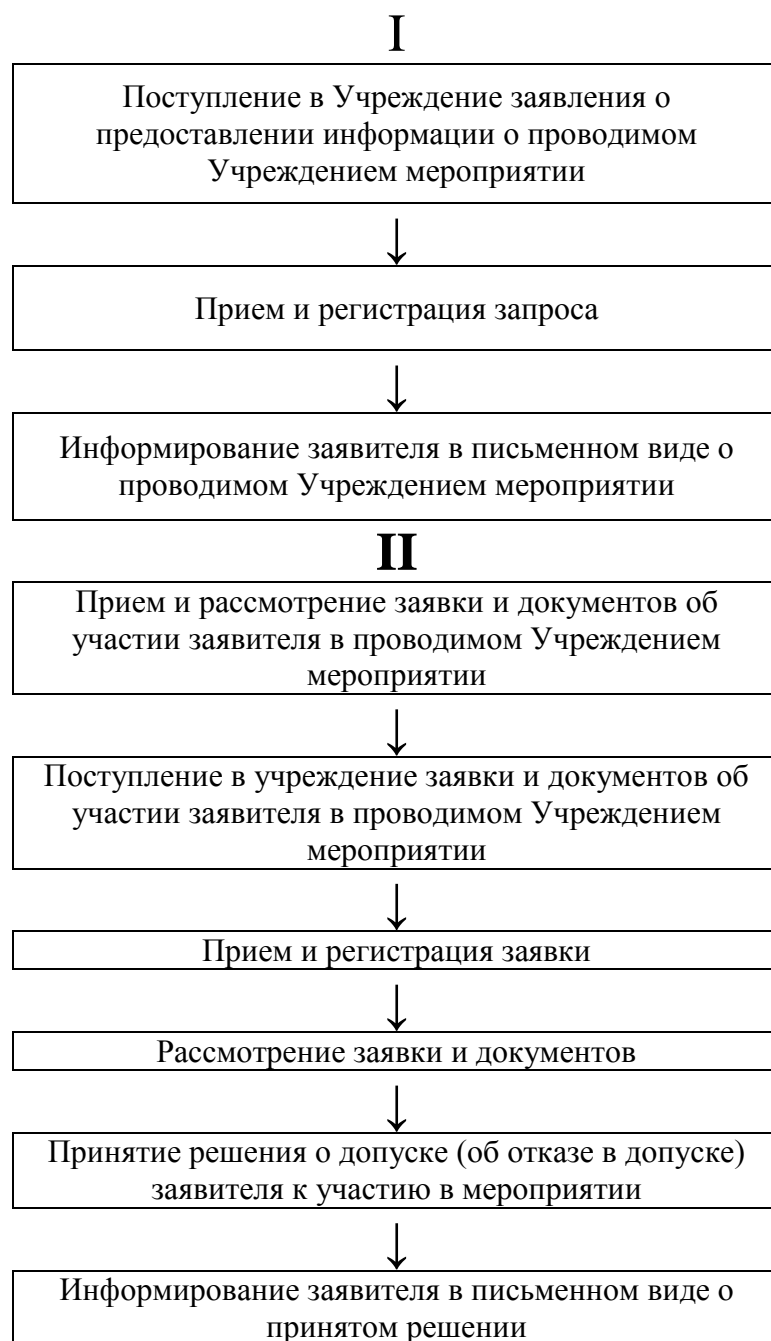 I
Поступление в Учреждение заявления о
предоставлении информации о проводимом
Учреждением мероприятии
Прием и регистрация запроса
Информирование заявителя в письменном виде о
проводимом Учреждением мероприятии
II
Прием и рассмотрение заявки и документов об
участии заявителя в проводимом Учреждением
мероприятии
Поступление в учреждение заявки и документов об
участии заявителя в проводимом Учреждением
мероприятии
Прием и регистрация заявки
Рассмотрение заявки и документов
Принятие решения о допуске (об отказе в допуске)
заявителя к участию в мероприятии
Информирование заявителя в письменном виде о
принятом решении